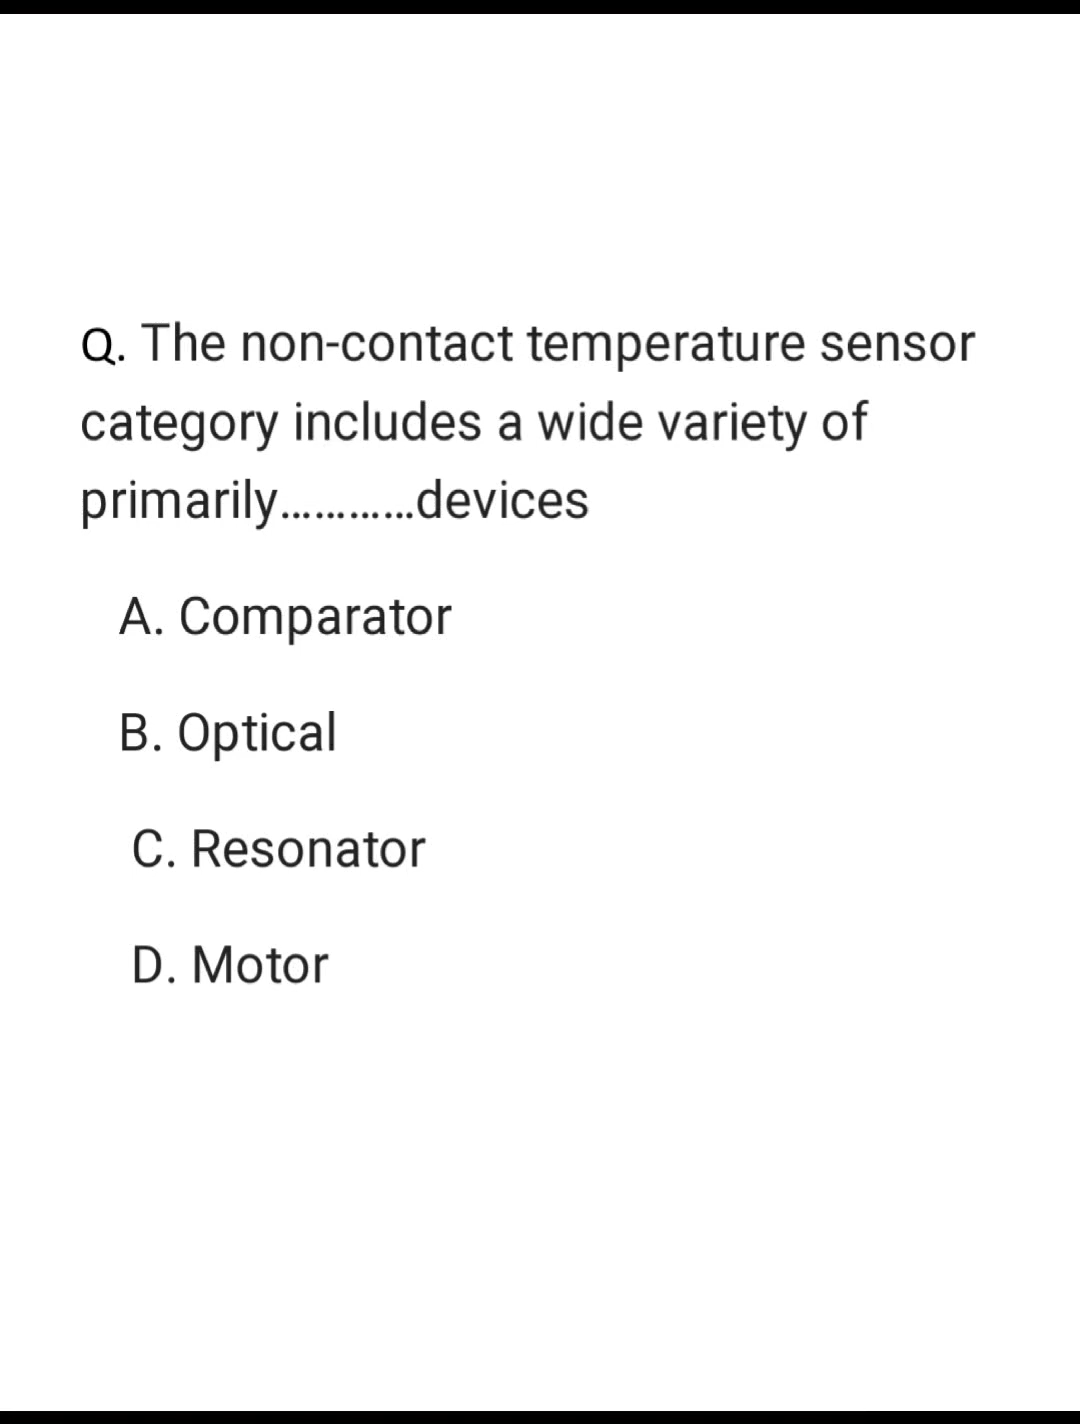 Q. The non-contact temperature sensor
category includes a wide variety of
primarily............devices
A. Comparator
B. Optical
C. Resonator
D. Motor